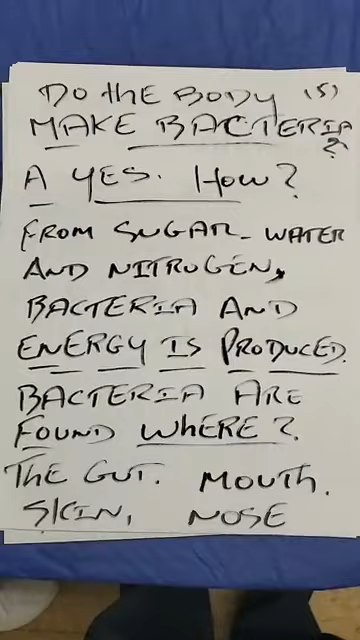 DO THE BODY (5)
MAKE BACTERIA
?
A YES. HOW?
FROM SUGAR - WATER
AND NITROGEN,
BACTERIA AND
ENERGY IS PRODUCED.
BACTERIA ARE
FOUND WHERE?
THE GUT. MOUTH.
SKIN, NOSE